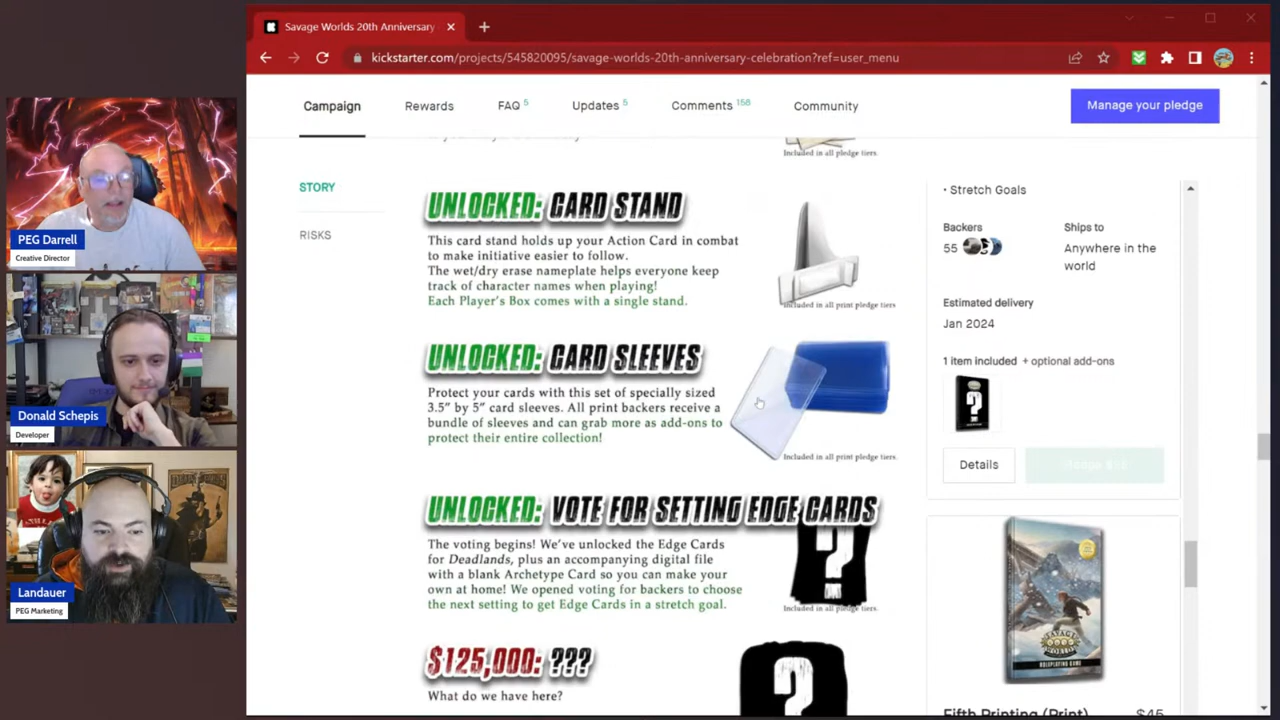 Savage Worlds 20th Anniversary
kickstarter.com/projects/545820095/savage-worlds-20th-anniversary-celebration?ref=user_menu
Campaign
Rewards
FAQ 5
Updates 5
Comments 158
Community
Manage your pledge
STORY
RISKS
Included in all pledge tiers.
UNLOCKED: CARD STAND
This card stand holds up your Action Card in combat
to make initiative easier to follow.
The wet/dry erase nameplate helps everyone keep
track of character names when playing!
Each Player's Box comes with a single stand.
Included in all print pledge tiers.
UNLOCKED: CARD SLEEVES
Protect your cards with this set of specially sized
3.5" by 5" card sleeves. All print backers receive a
bundle of sleeves and can grab more as add-ons to
protect their entire collection!
Included in all print pledge tiers.
UNLOCKED: VOTE FOR SETTING EDGE CARDS
The voting begins! We've unlocked the Edge Cards
for Deadlands, plus an accompanying digital file
with a blank Archetype Card so you can make your
own at home! We opened voting for backers to choose
the next setting to get Edge Cards in a stretch goal.
?
Included in all pledge tiers.
$125,000: ???
What do we have here?
?
• Stretch Goals
Backers
55
Ships to
Anywhere in the
world
Estimated delivery
Jan 2024
1 item included + optional add-ons
?
Details
SAVAGE
WORLDS
ROLEPLAYING GAME
Fifth Printing (Print)
$45
PEG Darrell
Creative Director
Donald Schepis
Developer
Landauer
PEG Marketing